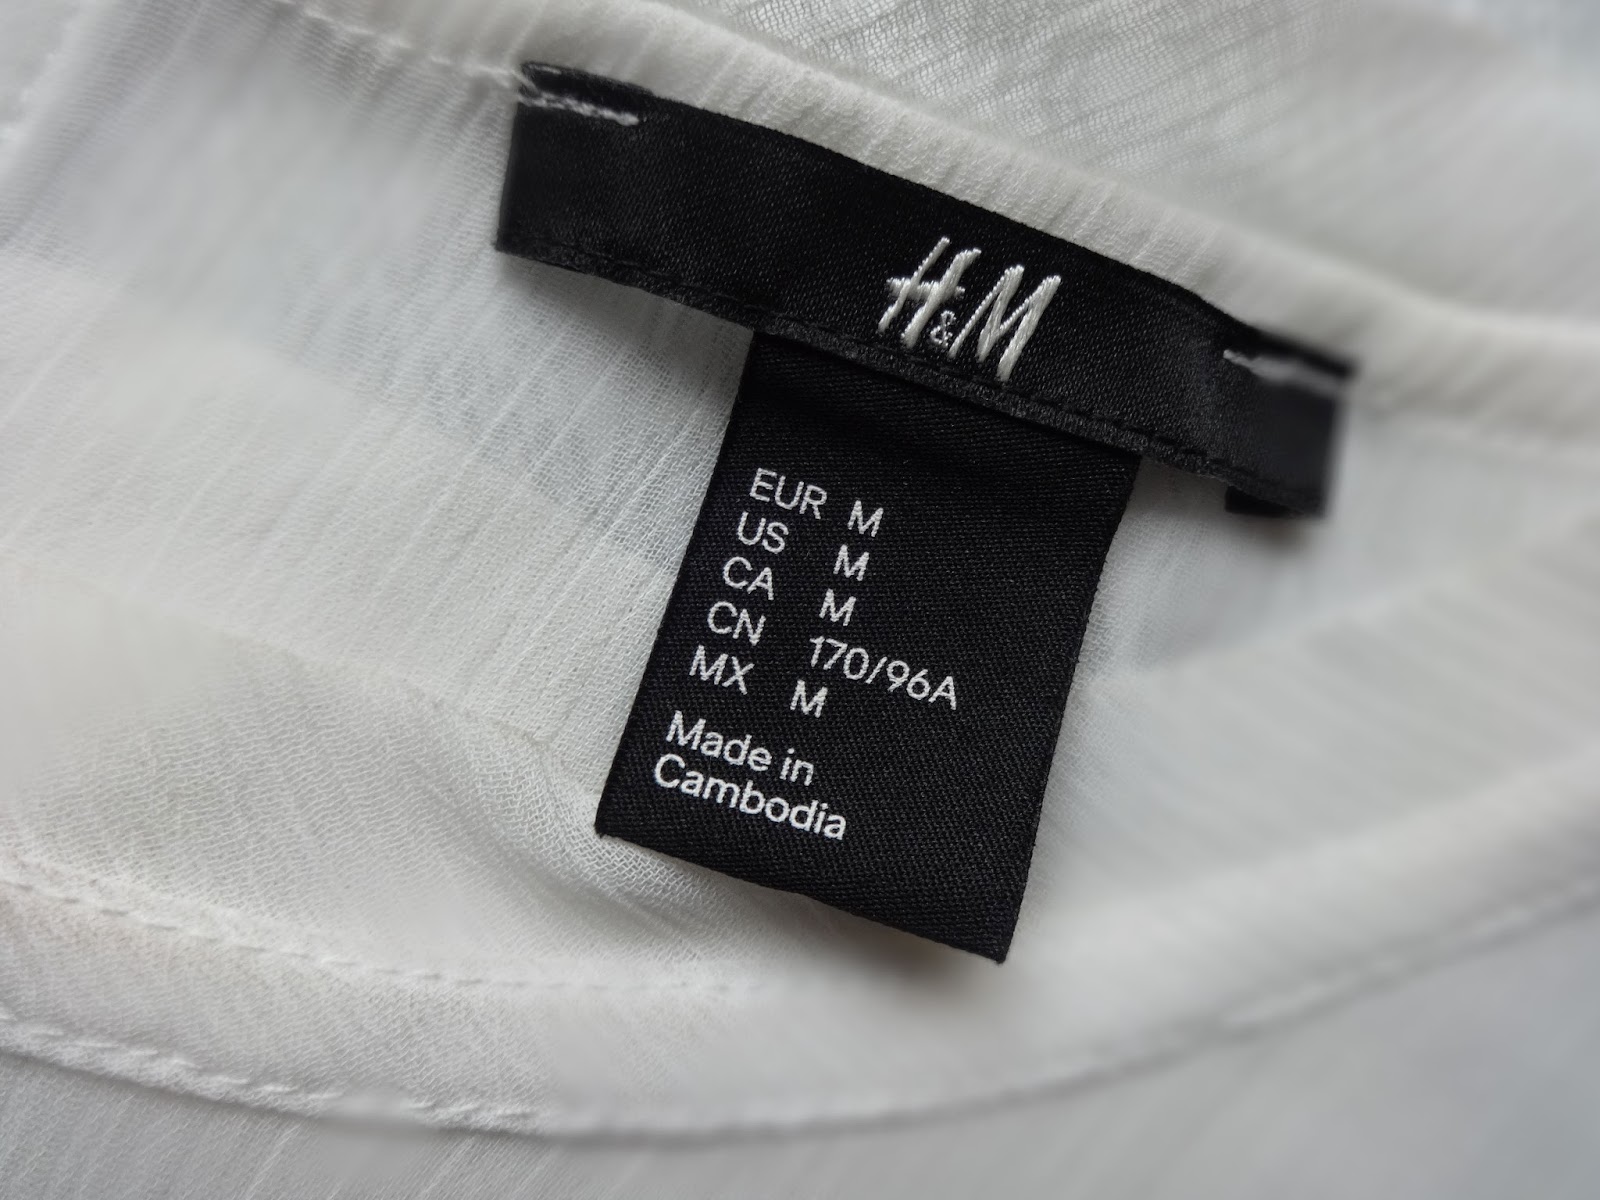 H&M
EUR M
US M
CA M
CN 170/96A
MX M
Made in
Cambodia